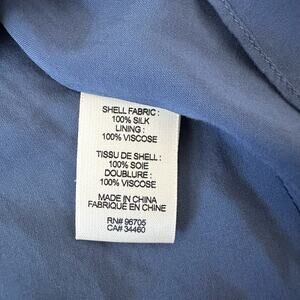 SHELL FABRIC :
100% SILK
LINING :
100% VISCOSE
TISSU DE SHELL :
100% SOIE
DOUBLURE :
100% VISCOSE
MADE IN CHINA
FABRIQUÉ EN CHINE
RN# 96705
CA# 34460